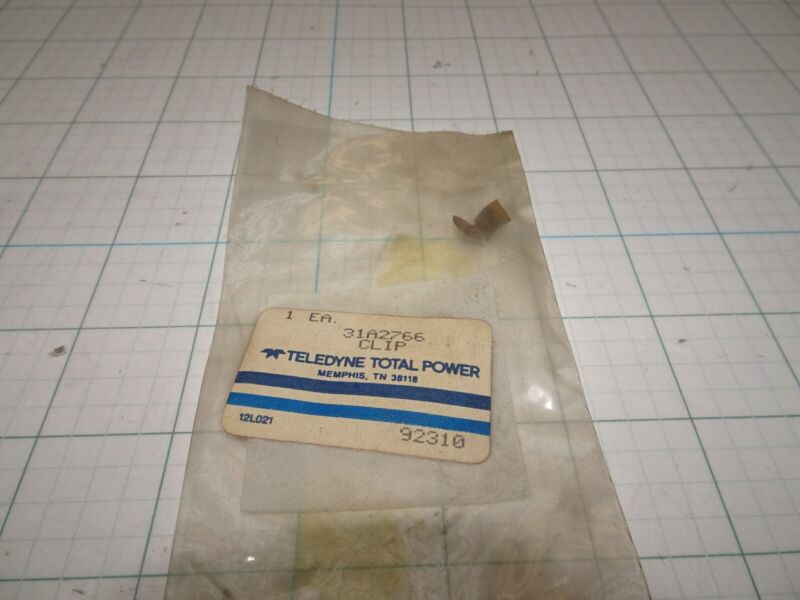 1 EA.
31A2766
CLIP
TELEDYNE TOTAL POWER
MEMPHIS, TN 38118
12L021
92310